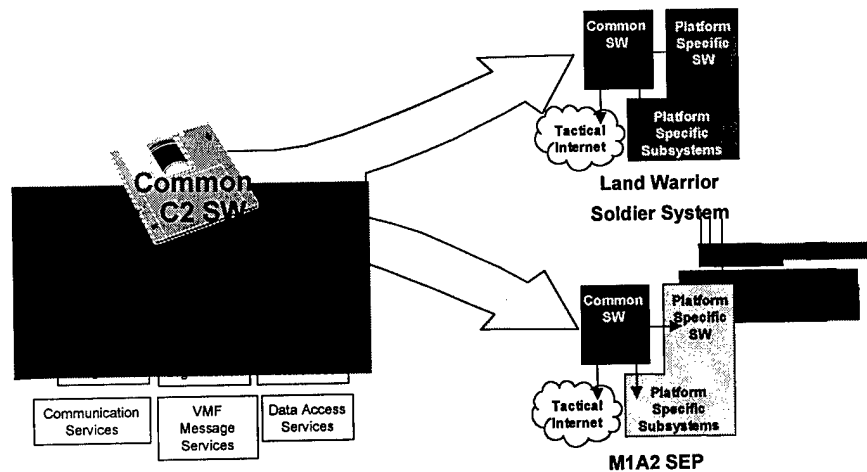 Common
C2 SW
Communication
Services
VMF
Message
Services
Data Access
Services
Common
SW
Platform
Specific
SW
Tactical
Internet
Platform
Specific
Subsystems
Land Warrior
Soldier System
Common
SW
Platform
Specific
SW
Tactical
Internet
Platform
Specific
Subsystems
M1A2 SEP